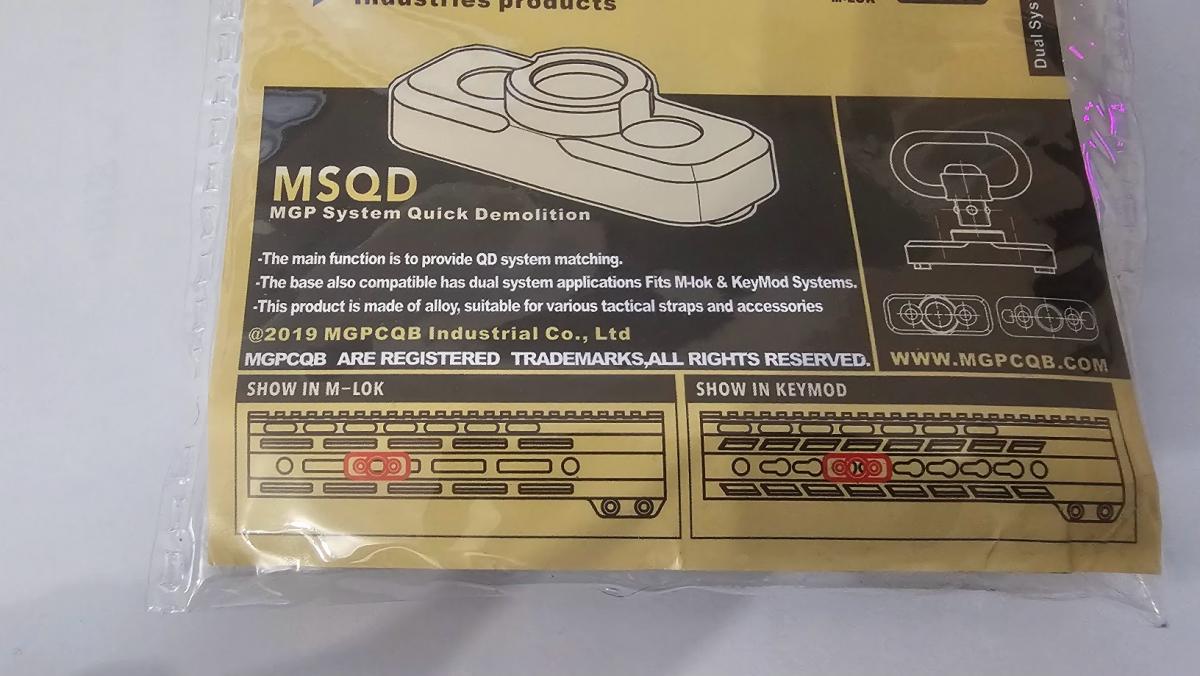 Industries products
M-LOK
Dual Sys
MSQD
MGP System Quick Demolition
-The main function is to provide QD system matching.
-The base also compatible has dual system applications Fits M-lok & KeyMod Systems.
-This product is made of alloy, suitable for various tactical straps and accessories
@2019 MGPCQB Industrial Co., Ltd
MGPCQB ARE REGISTERED TRADEMARKS,ALL RIGHTS RESERVED.
WWW.MGPCQB.COM
SHOW IN M-LOK
SHOW IN KEYMOD